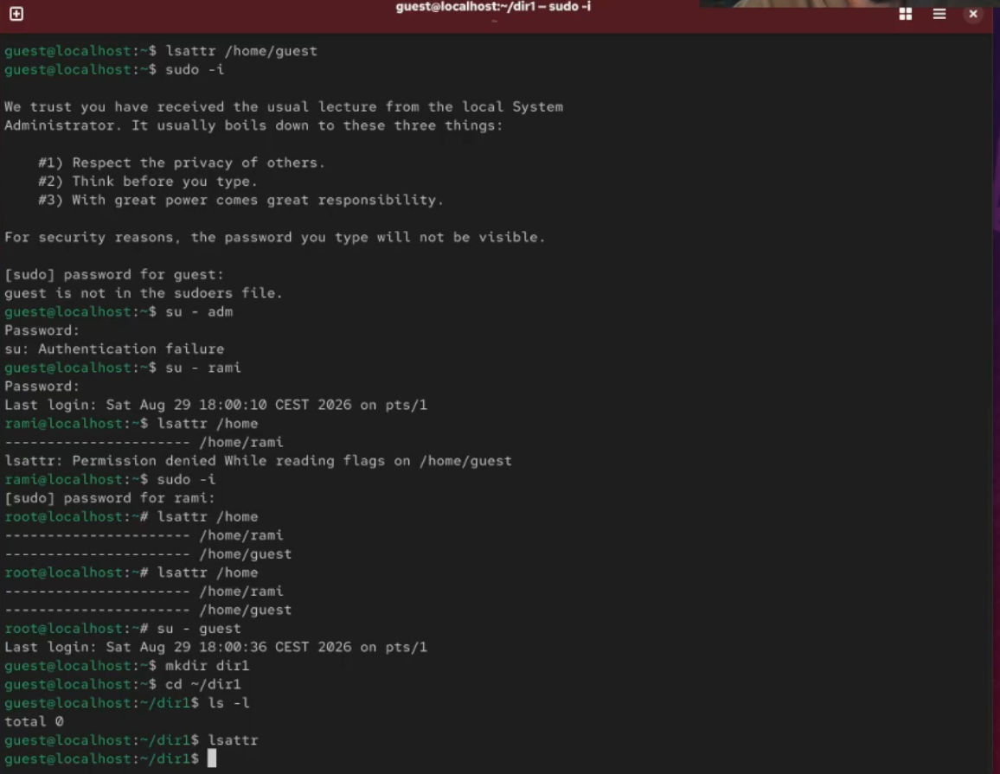 guest@localhost:~/dir1 — sudo -i
guest@localhost:~$ lsattr /home/guest
guest@localhost:~$ sudo -i
We trust you have received the usual lecture from the local System
Administrator. It usually boils down to these three things:
#1) Respect the privacy of others.
#2) Think before you type.
#3) With great power comes great responsibility.
For security reasons, the password you type will not be visible.
[sudo] password for guest:
guest is not in the sudoers file.
guest@localhost:~$ su - adm
Password:
su: Authentication failure
guest@localhost:~$ su - rami
Password:
Last login: Sat Aug 29 18:00:10 CEST 2026 on pts/1
rami@localhost:~$ lsattr /home
---------------------- /home/rami
lsattr: Permission denied While reading flags on /home/guest
rami@localhost:~$ sudo -i
[sudo] password for rami:
root@localhost:~# lsattr /home
---------------------- /home/rami
---------------------- /home/guest
root@localhost:~# lsattr /home
---------------------- /home/rami
---------------------- /home/guest
root@localhost:~# su - guest
Last login: Sat Aug 29 18:00:36 CEST 2026 on pts/1
guest@localhost:~$ mkdir dir1
guest@localhost:~$ cd ~/dir1
guest@localhost:~/dir1$ ls -l
total 0
guest@localhost:~/dir1$ lsattr
guest@localhost:~/dir1$